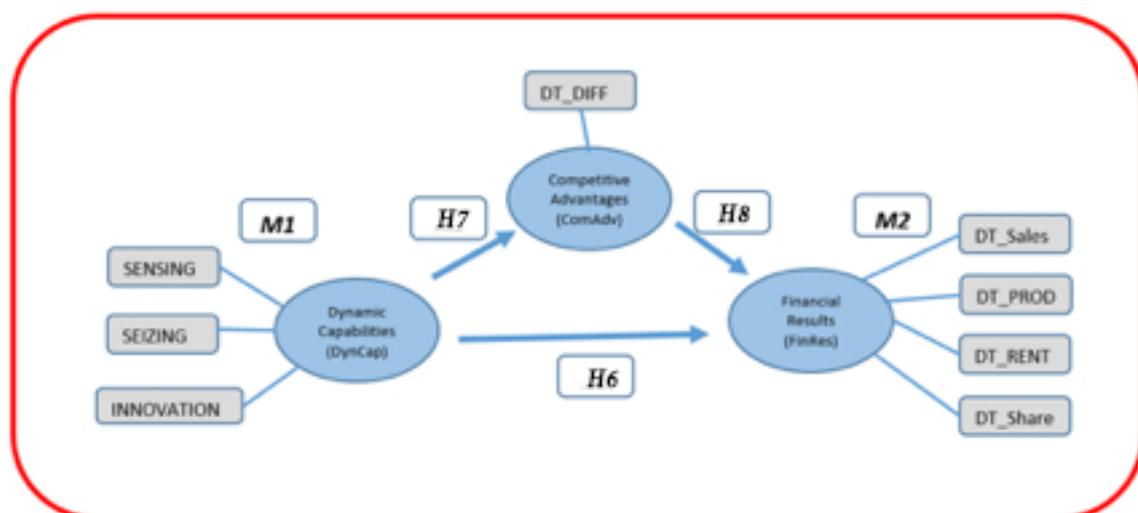 DT_DIFF
Competitive
Advantages
(ComAdv)
M1
H7
H8
M2
SENSING
SEIZING
INNOVATION
Dynamic
Capabilities
(DynCap)
H6
Financial
Results
(FinRes)
DT_Sales
DT_PROD
DT_RENT
DT_Share